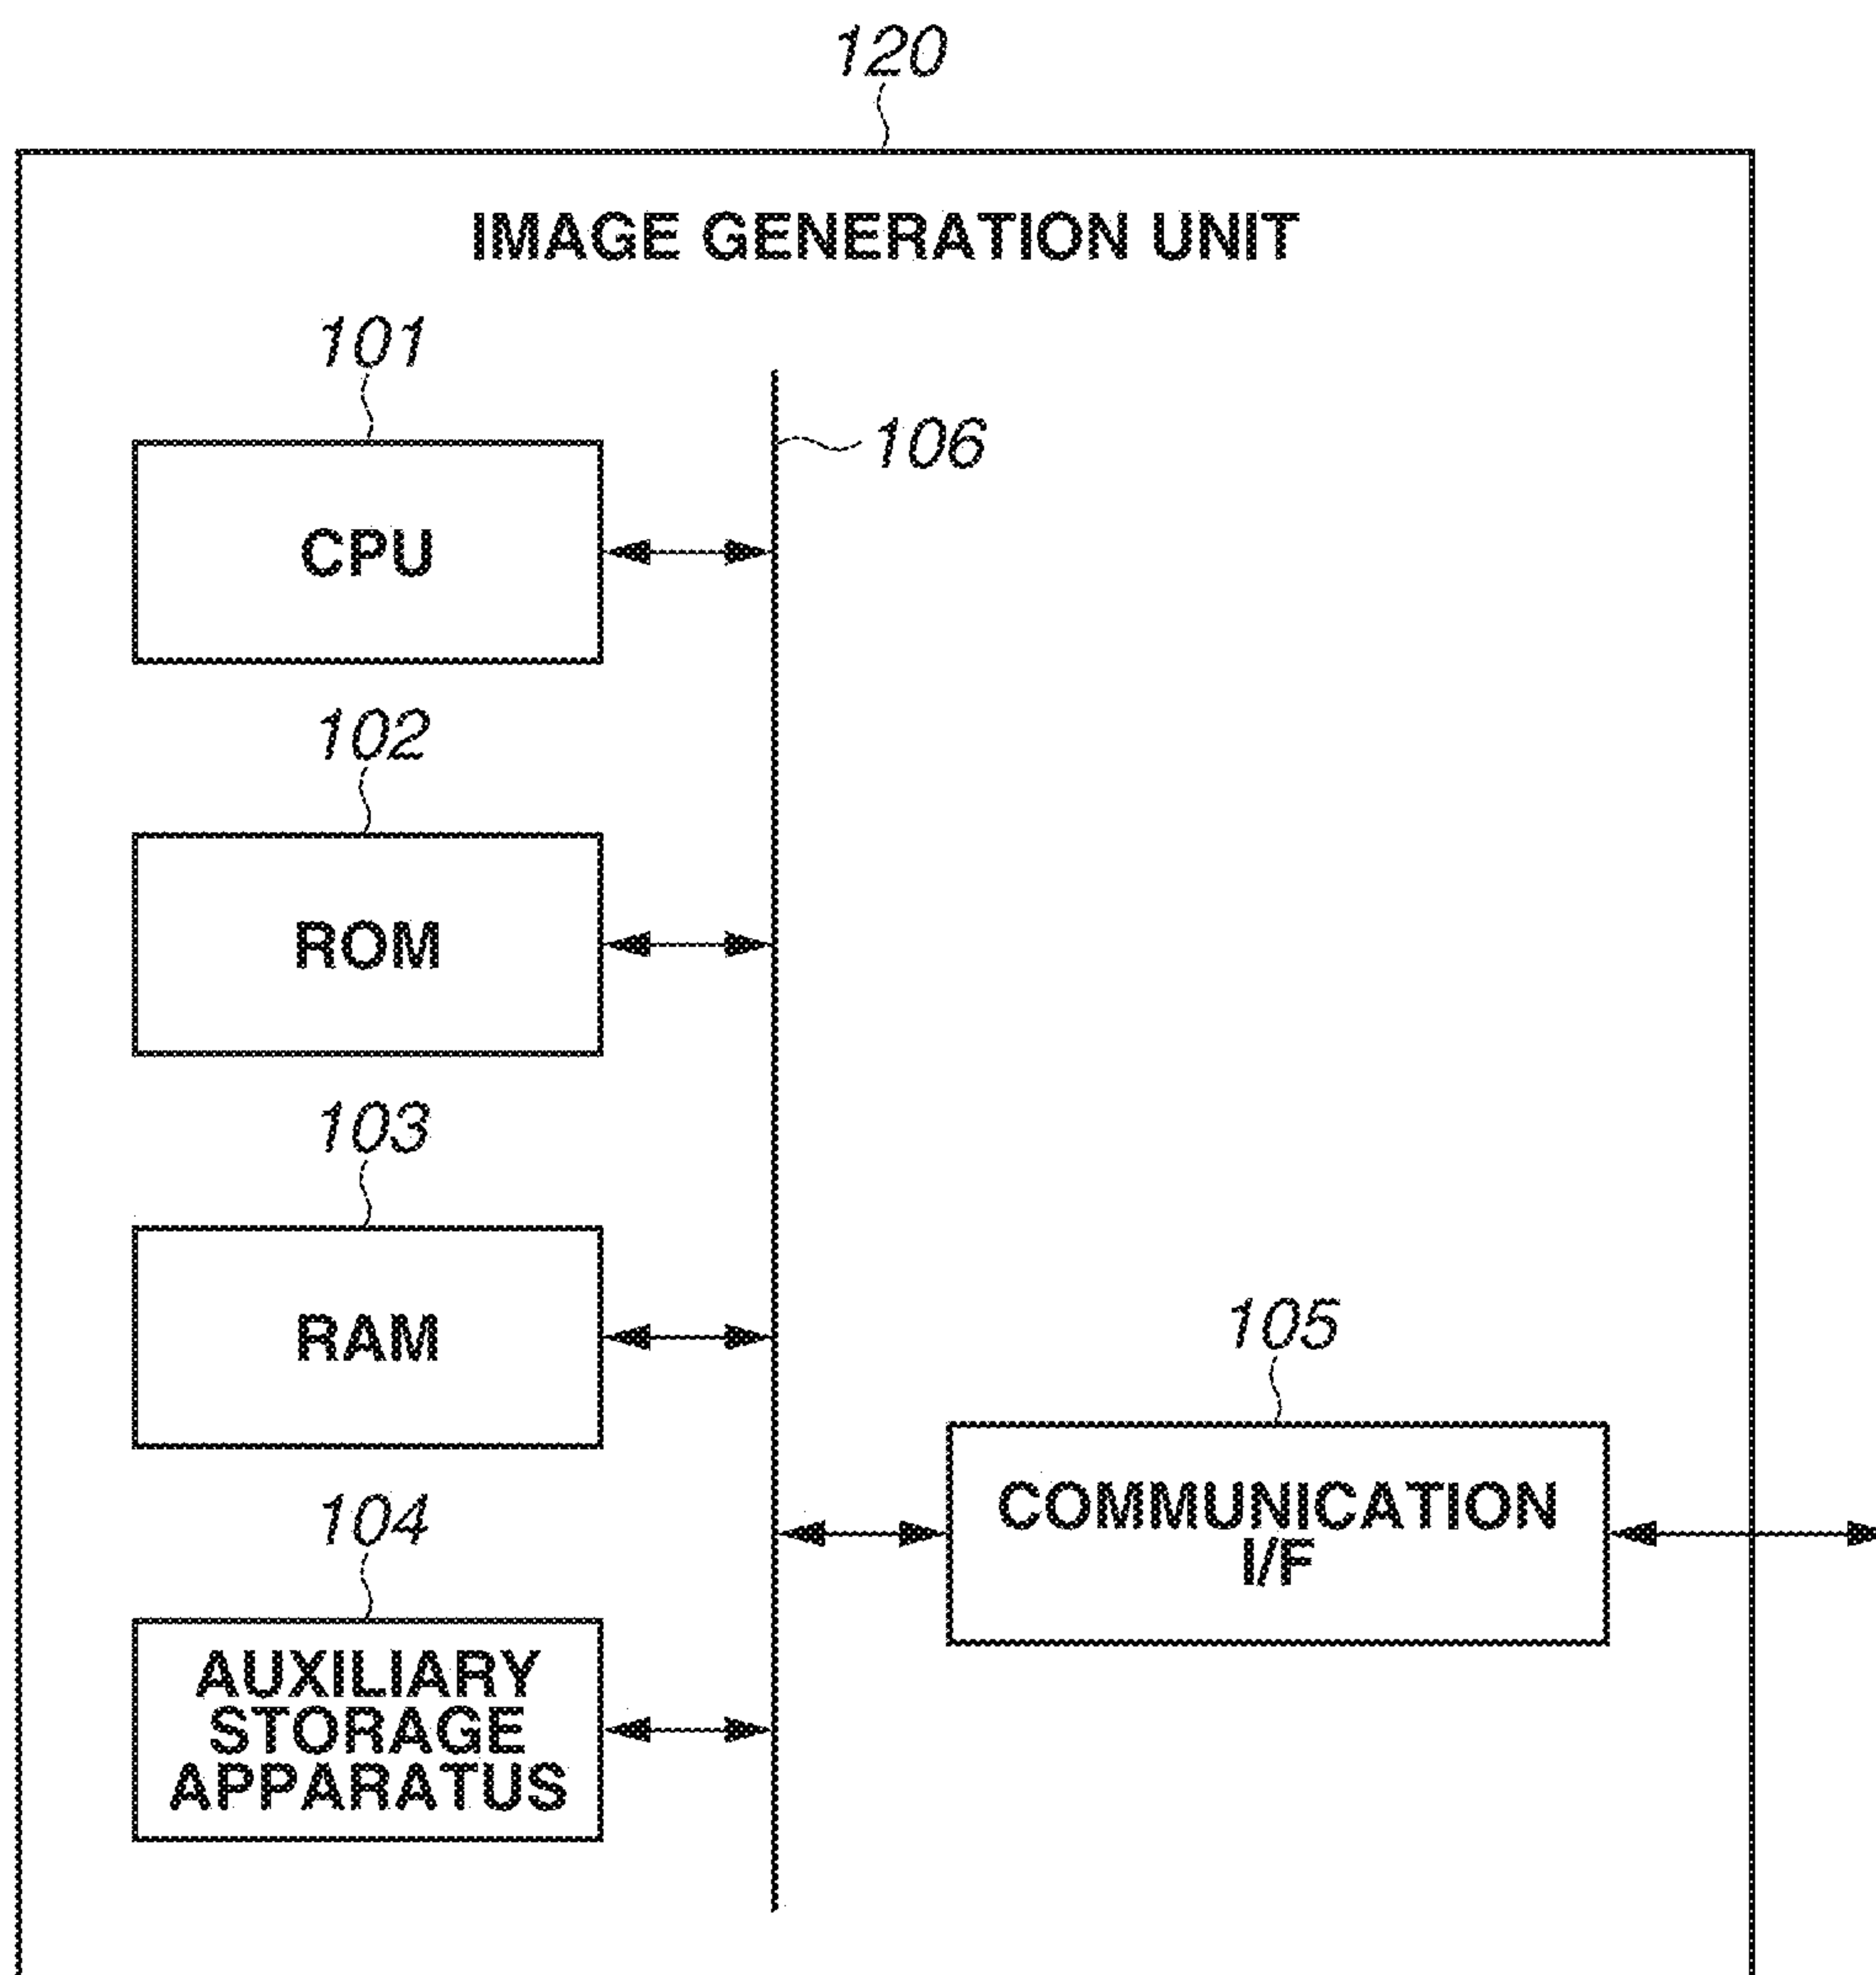 120
IMAGE GENERATION UNIT
101
106
CPU
102
ROM
103
RAM
105
COMMUNICATION
I/F
104
AUXILIARY
STORAGE
APPARATUS